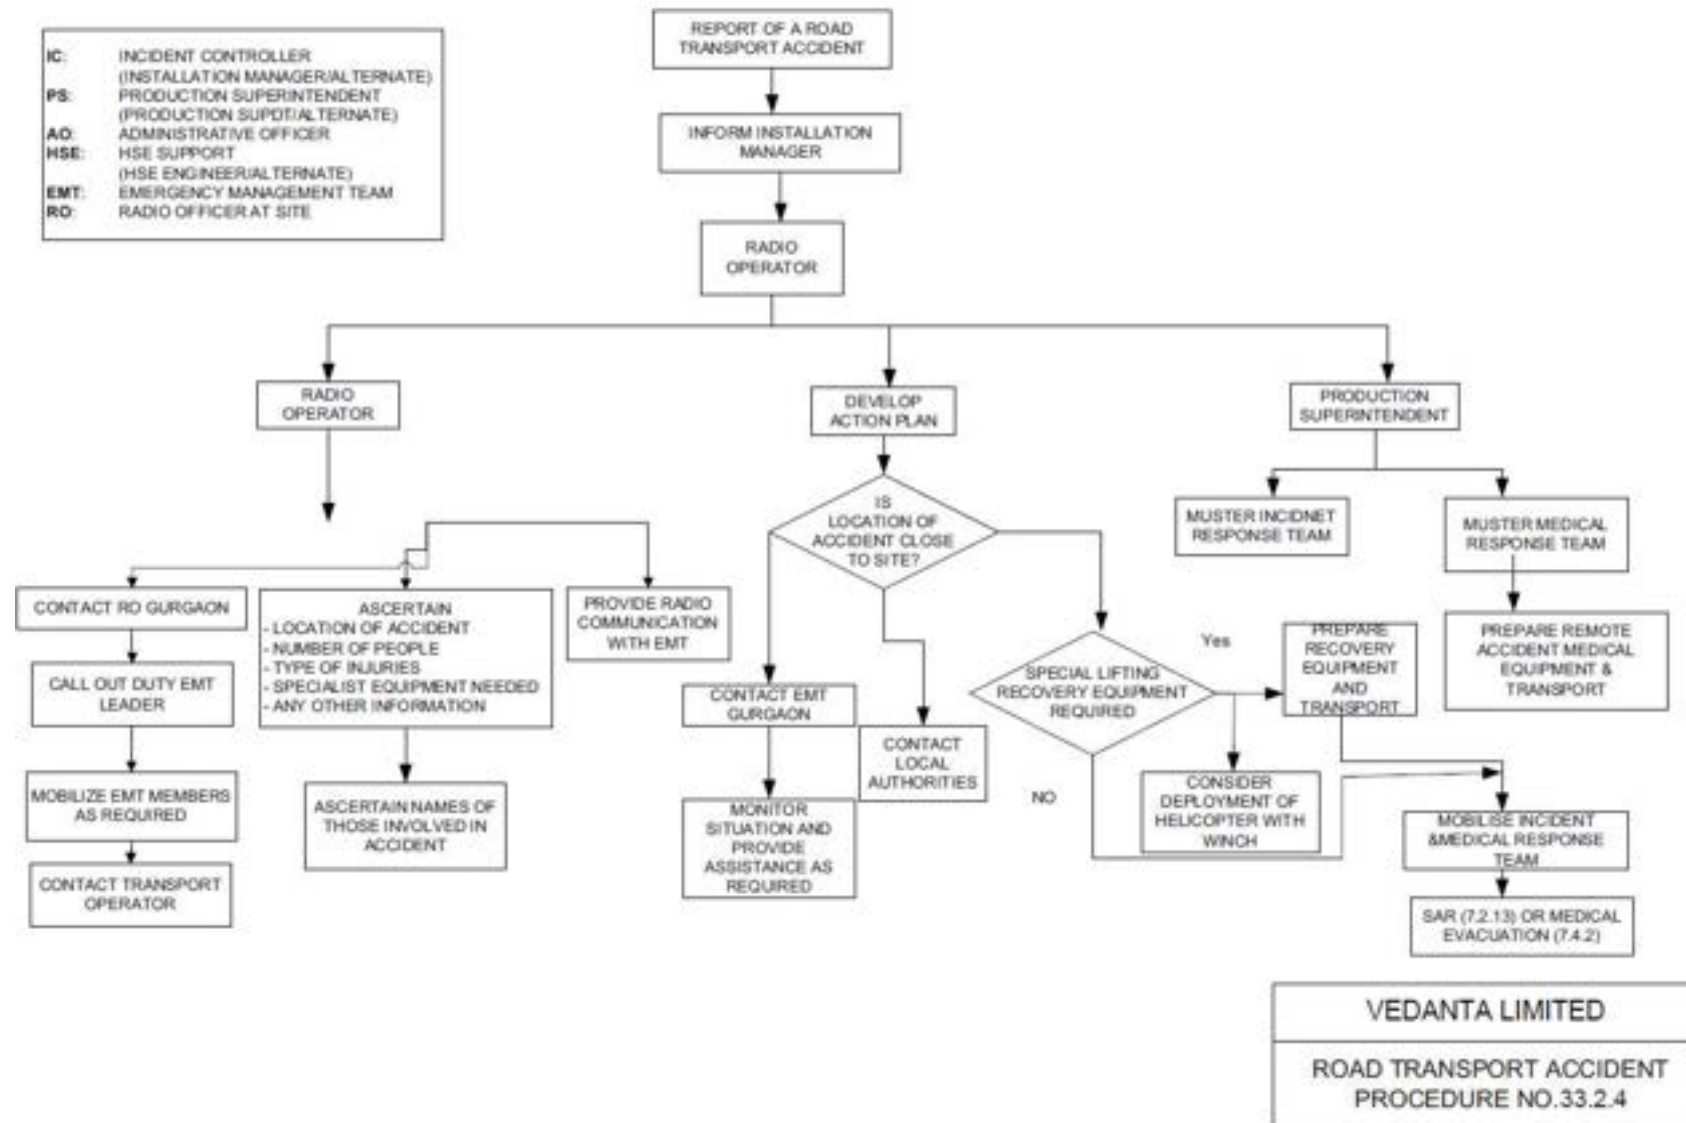 IC: INCIDENT CONTROLLER
(INSTALLATION MANAGER/ALTERNATE)
PS: PRODUCTION SUPERINTENDENT
(PRODUCTION SUPDT/ALTERNATE)
AO: ADMINISTRATIVE OFFICER
HSE: HSE SUPPORT
(HSE ENGINEER/ALTERNATE)
EMT: EMERGENCY MANAGEMENT TEAM
RO: RADIO OFFICER AT SITE
REPORT OF A ROAD
TRANSPORT ACCIDENT
INFORM INSTALLATION
MANAGER
RADIO
OPERATOR
RADIO
OPERATOR
DEVELOP
ACTION PLAN
PRODUCTION
SUPERINTENDENT
IS
LOCATION OF
ACCIDENT CLOSE
TO SITE?
MUSTER INCIDNET
RESPONSE TEAM
MUSTER MEDICAL
RESPONSE TEAM
CONTACT RO GURGAON
ASCERTAIN
- LOCATION OF ACCIDENT
- NUMBER OF PEOPLE
- TYPE OF INJURIES
- SPECIALIST EQUIPMENT NEEDED
- ANY OTHER INFORMATION
PROVIDE RADIO
COMMUNICATION
WITH EMT
CALL OUT DUTY EMT
LEADER
MOBILIZE EMT MEMBERS
AS REQUIRED
CONTACT TRANSPORT
OPERATOR
ASCERTAIN NAMES OF
THOSE INVOLVED IN
ACCIDENT
CONTACT EMT
GURGAON
MONITOR
SITUATION AND
PROVIDE
ASSISTANCE AS
REQUIRED
CONTACT
LOCAL
AUTHORITIES
SPECIAL LIFTING
RECOVERY EQUIPMENT
REQUIRED
Yes
NO
PREPARE
RECOVERY
EQUIPMENT
AND
TRANSPORT
PREPARE REMOTE
ACCIDENT MEDICAL
EQUIPMENT &
TRANSPORT
CONSIDER
DEPLOYMENT OF
HELICOPTER WITH
WINCH
MOBILISE INCIDENT
&MEDICAL RESPONSE
TEAM
SAR (7.2.13) OR MEDICAL
EVACUATION (7.4.2)
VEDANTA LIMITED
ROAD TRANSPORT ACCIDENT
PROCEDURE NO.33.2.4